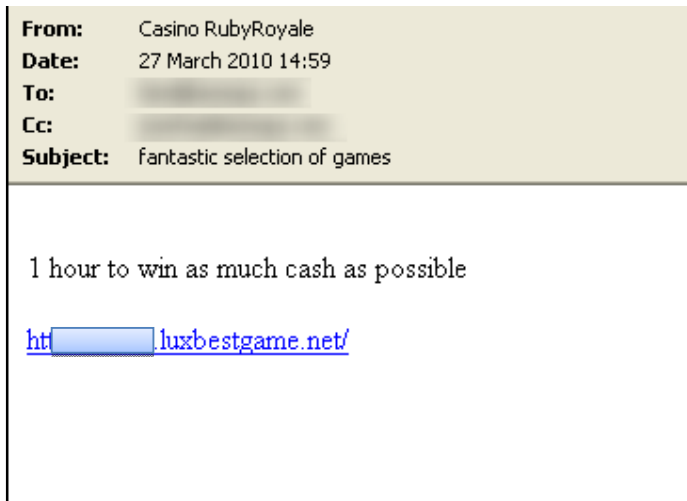 From: Casino RubyRoyale
Date: 27 March 2010 14:59
To:
Cc:
Subject: fantastic selection of games
1 hour to win as much cash as possible
htt .luxbestgame.net/